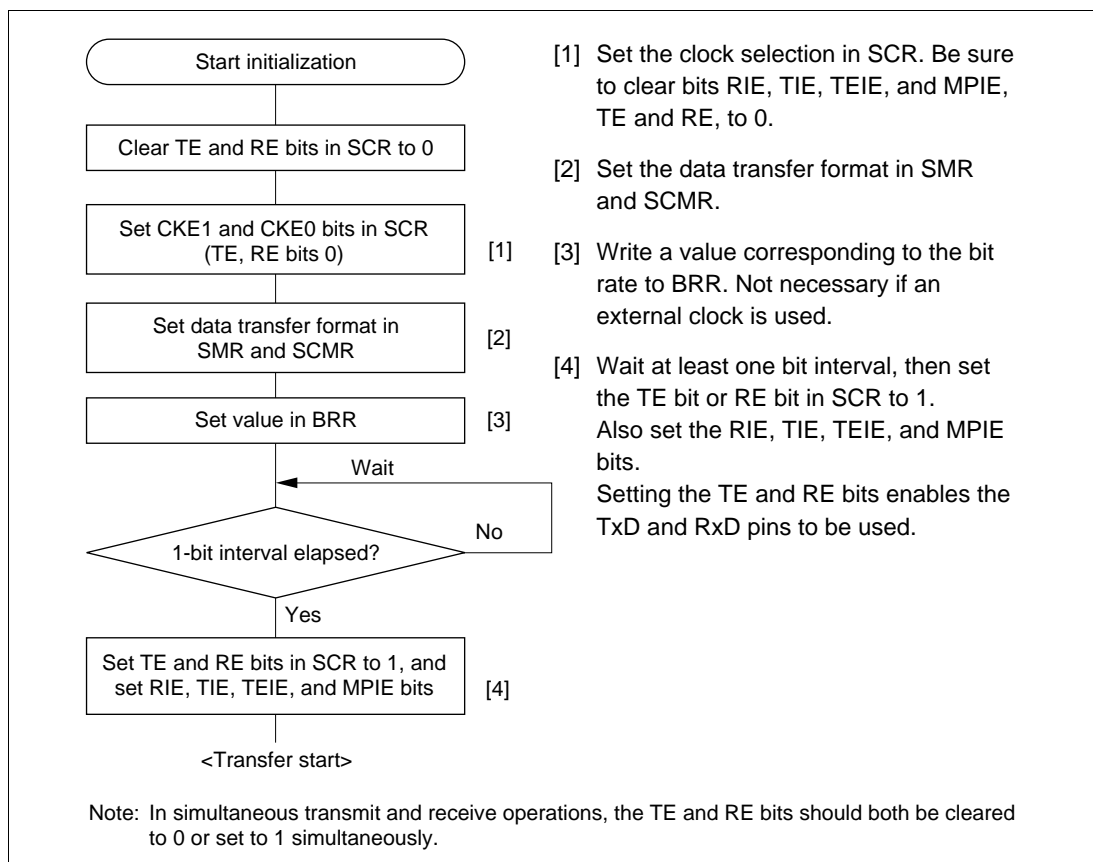 Start initialization
Clear TE and RE bits in SCR to 0
Set CKE1 and CKE0 bits in SCR
(TE, RE bits 0)
[1]
Set data transfer format in
SMR and SCMR
[2]
Set value in BRR
[3]
Wait
No
1-bit interval elapsed?
Yes
Set TE and RE bits in SCR to 1, and
set RIE, TIE, TEIE, and MPIE bits
[4]
<Transfer start>
[1] Set the clock selection in SCR. Be sure
to clear bits RIE, TIE, TEIE, and MPIE,
TE and RE, to 0.
[2] Set the data transfer format in SMR
and SCMR.
[3] Write a value corresponding to the bit
rate to BRR. Not necessary if an
external clock is used.
[4] Wait at least one bit interval, then set
the TE bit or RE bit in SCR to 1.
Also set the RIE, TIE, TEIE, and MPIE
bits.
Setting the TE and RE bits enables the
TxD and RxD pins to be used.
Note: In simultaneous transmit and receive operations, the TE and RE bits should both be cleared
to 0 or set to 1 simultaneously.